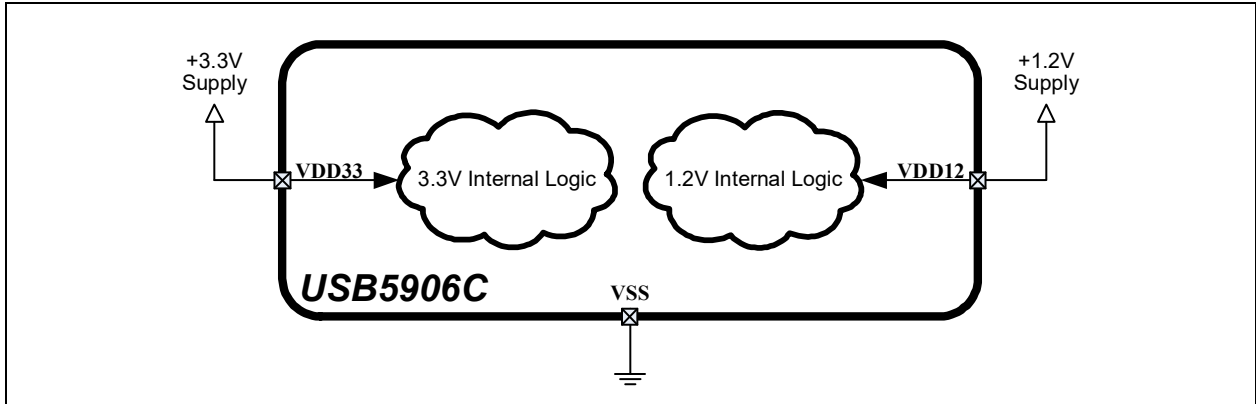 +3.3V
Supply
+1.2V
Supply
VDD33
3.3V Internal Logic
1.2V Internal Logic
VDD12
USB5906C
VSS